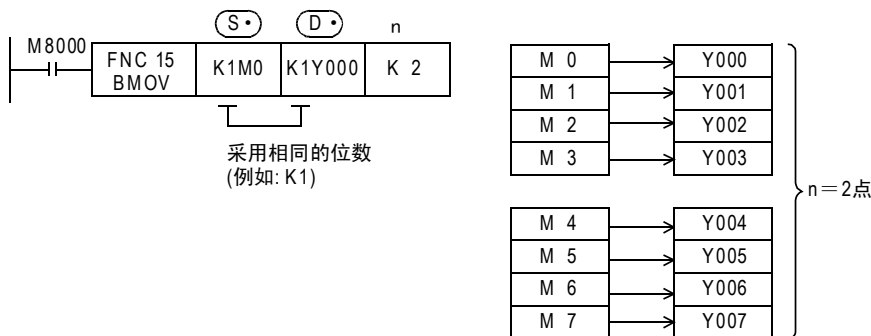 S• D• n
M8000
FNC 15 BMOV K1M0 K1Y000 K 2
采用相同的位数
(例如: K1)
M 0 Y000
M 1 Y001
M 2 Y002
M 3 Y003
M 4 Y004
M 5 Y005
M 6 Y006
M 7 Y007
n=2点